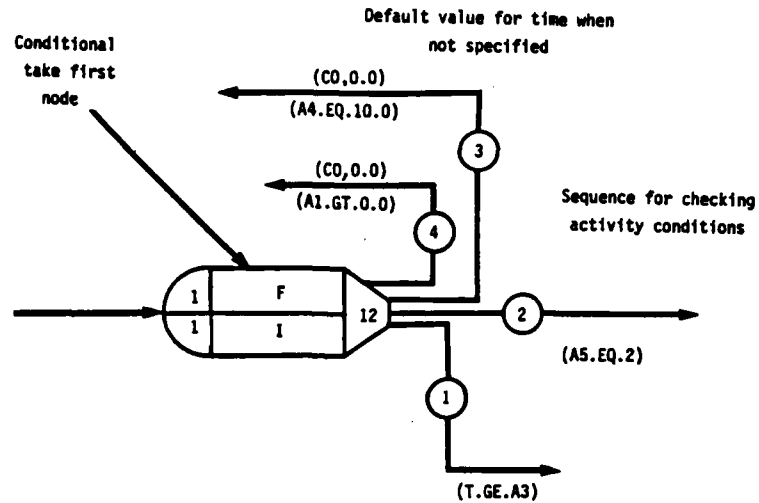 Default value for time when
not specified
Conditional
take first
node
(C0,0.0)
(A4.EQ.10.0)
3
(C0,0.0)
(A1.GT.0.0)
4
Sequence for checking
activity conditions
1
F
1
I
12
2
(A5.EQ.2)
1
(T.GE.A3)